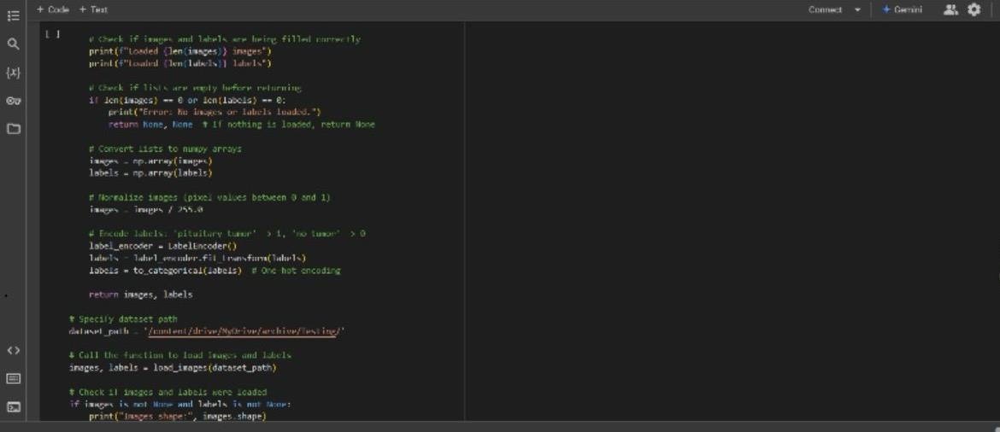 + Code + Text
Connect
Gemini
[ ]
# Check if images and labels are being filled correctly
print(f"Loaded {len(images)} images")
print(f"Loaded {len(labels)} labels")
# Check if lists are empty before returning
if len(images) == 0 or len(labels) == 0:
print("Error: No images or labels loaded.")
return None, None # If nothing is loaded, return None
# Convert lists to numpy arrays
images = np.array(images)
labels = np.array(labels)
# Normalize images (pixel values between 0 and 1)
images = images / 255.0
# Encode labels: 'pituitary tumor' -> 1, 'no tumor' -> 0
label_encoder = LabelEncoder()
labels = label_encoder.fit_transform(labels)
labels = to_categorical(labels) # One-hot encoding
return images, labels
# Specify dataset path
dataset_path = '/content/drive/MyDrive/archive/Testing/'
# Call the function to load images and labels
images, labels = load_images(dataset_path)
# Check if images and labels were loaded
if images is not None and labels is not None:
print("Images shape:", images.shape)